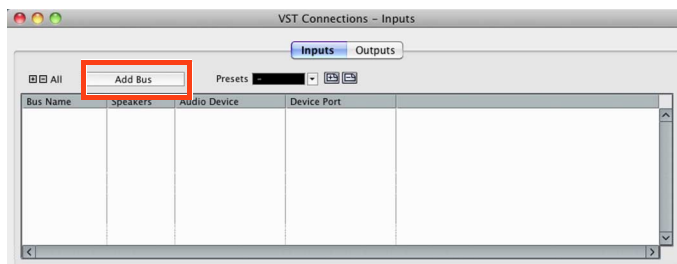 VST Connections – Inputs
Inputs Outputs
All Add Bus Presets -
Bus Name Speakers Audio Device Device Port